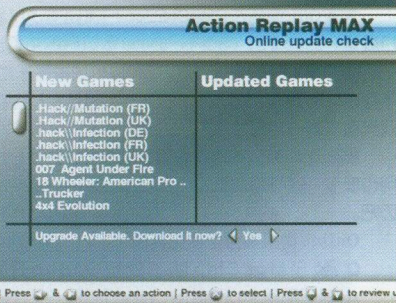 Action Replay MAX
Online update check
New Games
Updated Games
.Hack//Mutation (FR)
.Hack//Mutation (UK)
.hack\\Infection (DE)
.hack\\Infection (FR)
.hack\\Infection (UK)
007 Agent Under Fire
18 Wheeler: American Pro ..
..Trucker
4x4 Evolution
Upgrade Available. Download it now? Yes
Press & to choose an action | Press to select | Press & to review